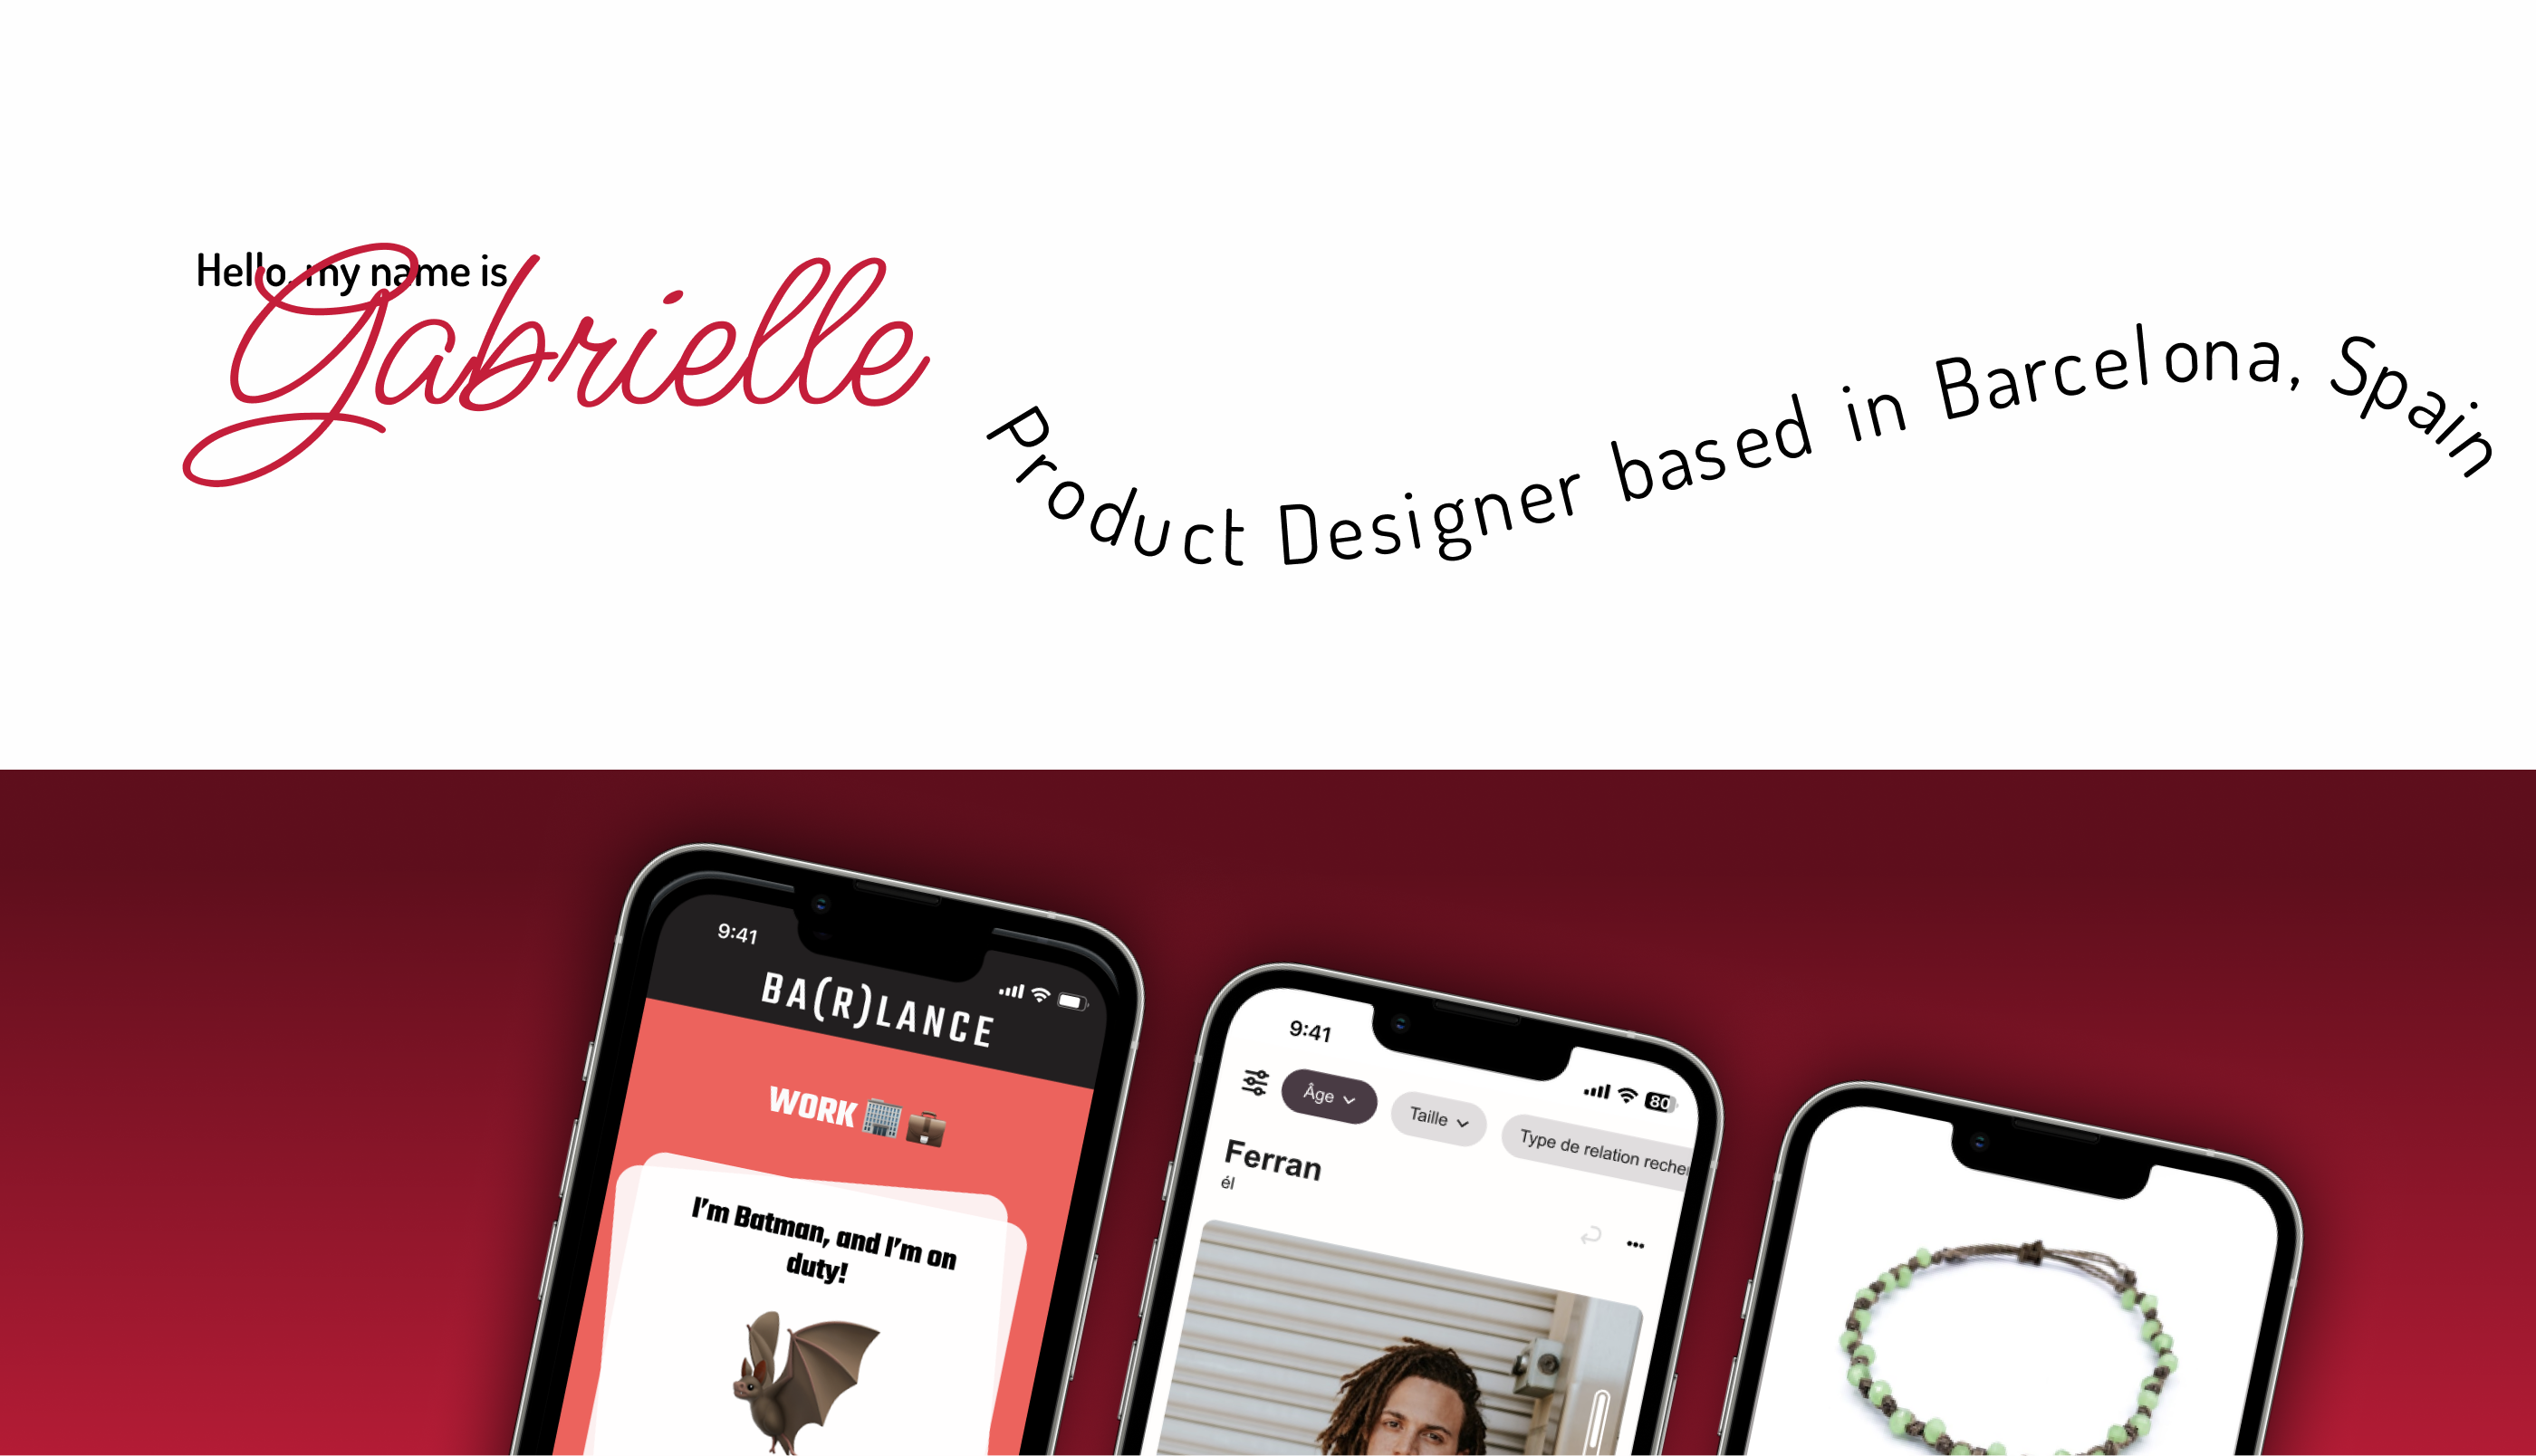 Hello, my name is
Gabrielle
Product Designer based in Barcelona, Spain
9:41
BA(R)LANCE
WORK
I'm Batman, and I'm on
duty!
9:41
80
Âge
Taille
Type de relation recher
Ferran
él